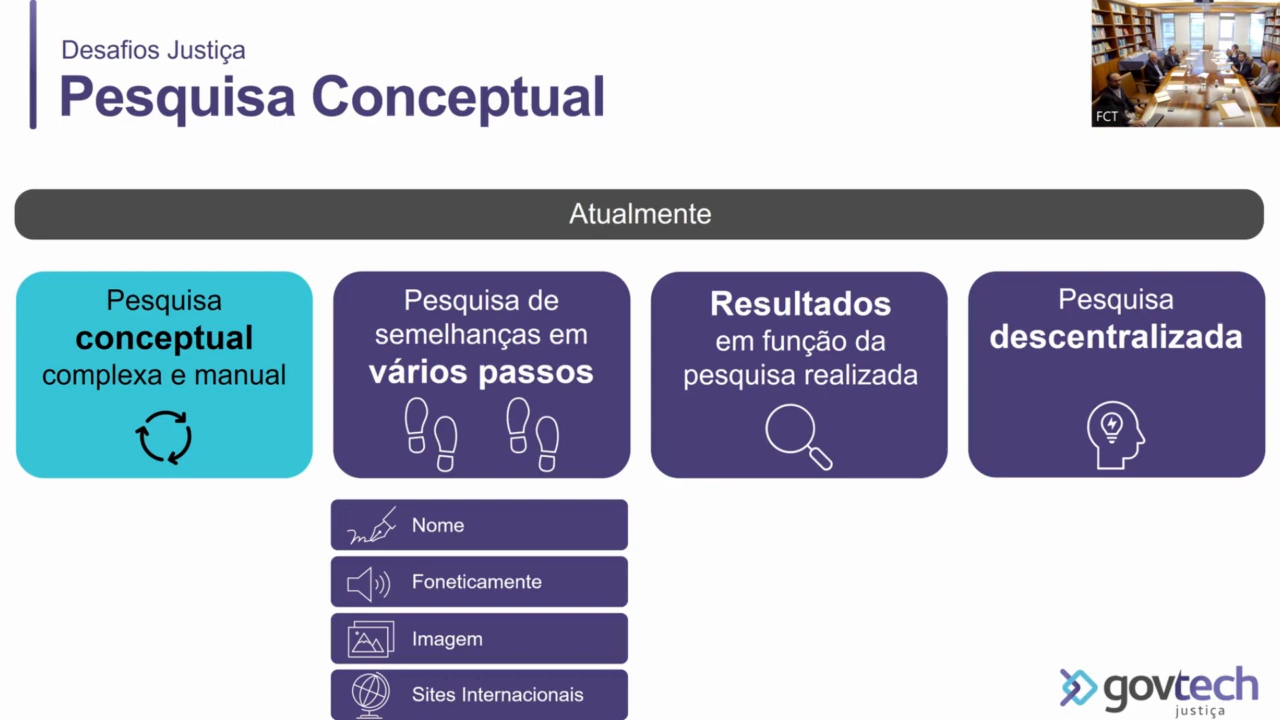 Desafios Justiça
Pesquisa Conceptual
FCT
Atualmente
Pesquisa
conceptual
complexa e manual
Pesquisa de
semelhanças em
vários passos
Resultados
em função da
pesquisa realizada
Pesquisa
descentralizada
Nome
Foneticamente
Imagem
Sites Internacionais
govtech
justiça